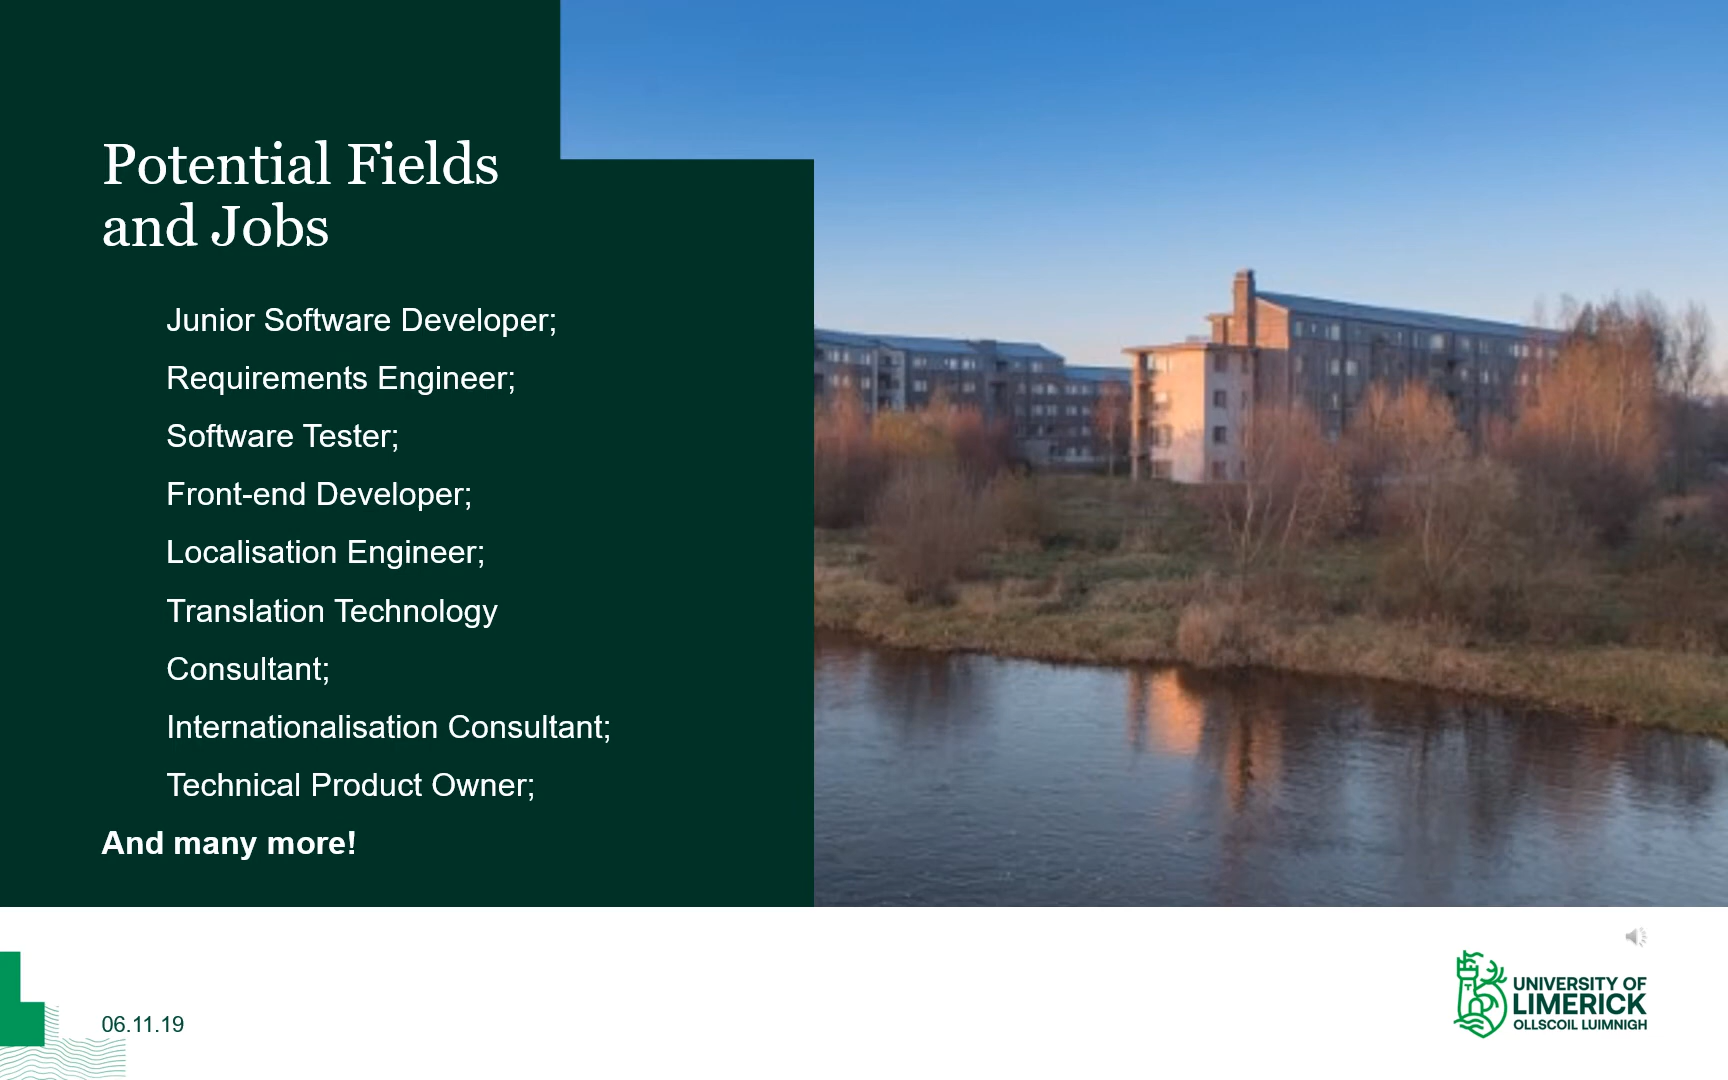 Potential Fields
and Jobs
Junior Software Developer;
Requirements Engineer;
Software Tester;
Front-end Developer;
Localisation Engineer;
Translation Technology
Consultant;
Internationalisation Consultant;
Technical Product Owner;
And many more!
06.11.19
UNIVERSITY OF
LIMERICK
OLLSCOIL LUIMNIGH